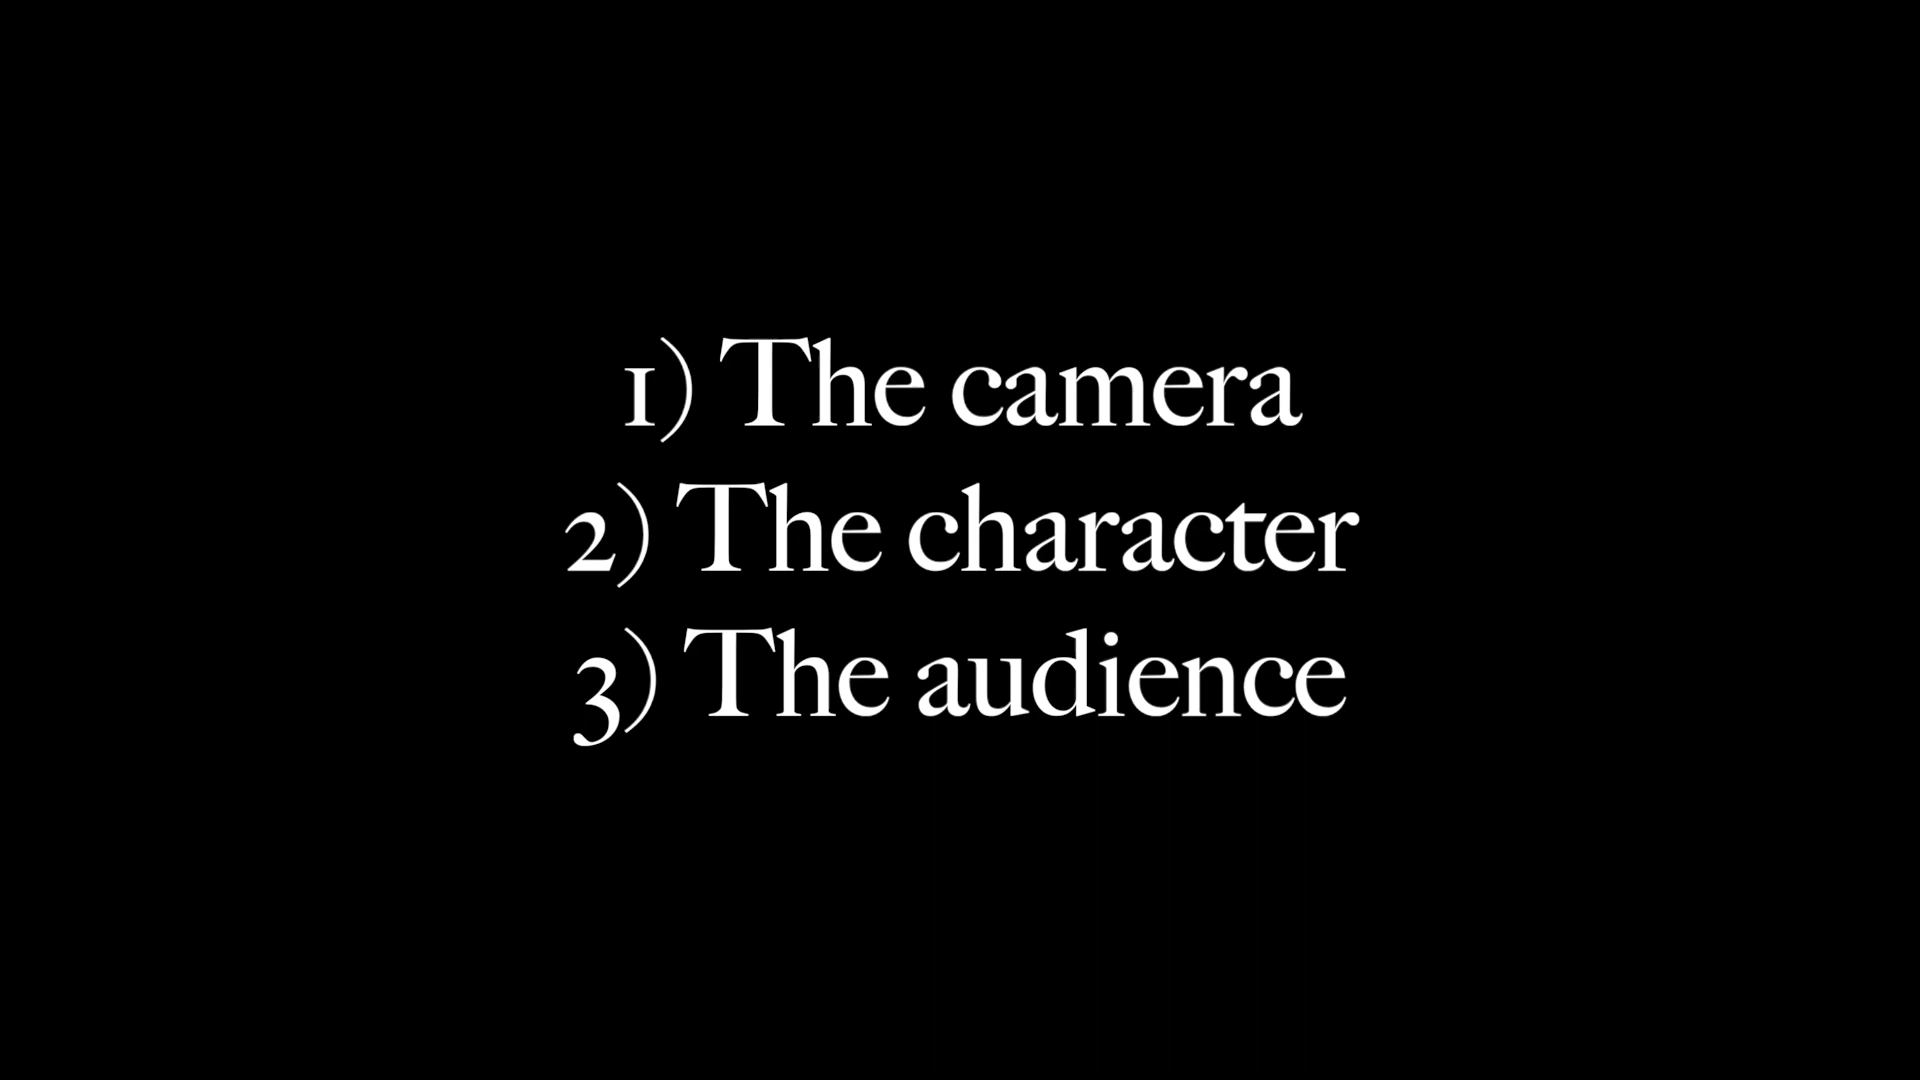 1) The camera
2) The character
3) The audience